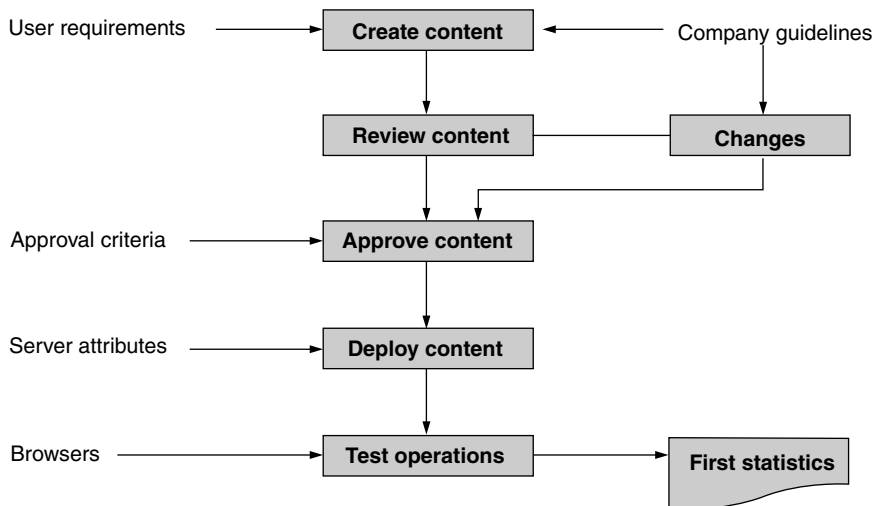 User requirements
Create content
Company guidelines
Review content
Changes
Approval criteria
Approve content
Server attributes
Deploy content
Browsers
Test operations
First statistics